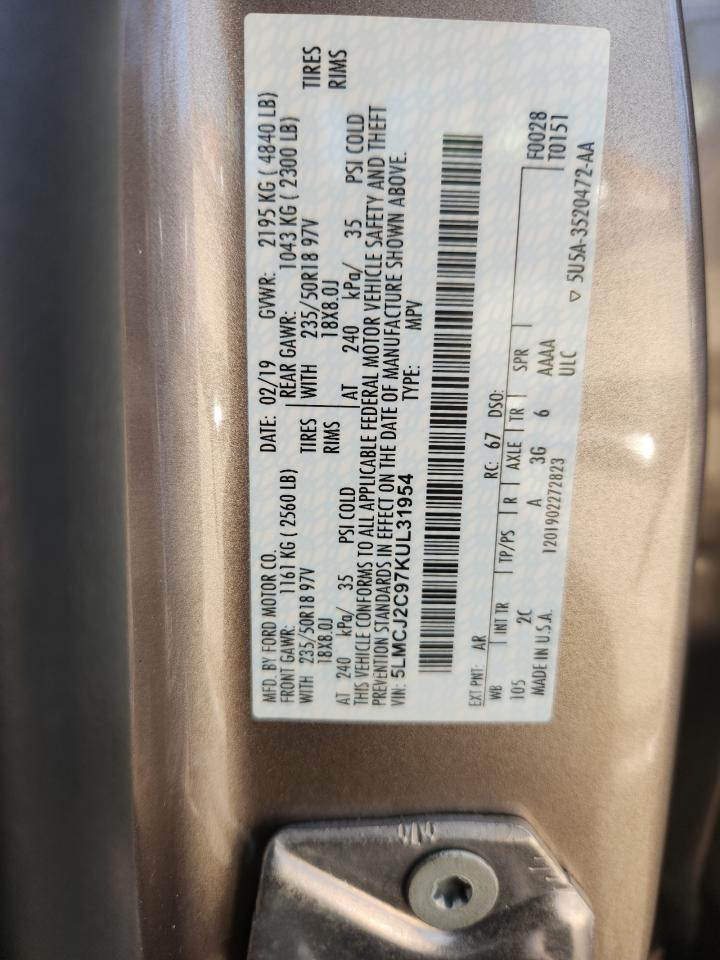 MFD. BY FORD MOTOR CO.
DATE: 02/19 GVWR: 2195 KG ( 4840 LB)
FRONT GAWR: 1161 KG ( 2560 LB)
REAR GAWR: 1043 KG ( 2300 LB)
WITH 235/50R18 97V TIRES
WITH 235/50R18 97V TIRES
18X8.0J RIMS
18X8.0J RIMS
AT 240 kPa/ 35 PSI COLD
AT 240 kPa/ 35 PSI COLD
THIS VEHICLE CONFORMS TO ALL APPLICABLE FEDERAL MOTOR VEHICLE SAFETY AND THEFT
PREVENTION STANDARDS IN EFFECT ON THE DATE OF MANUFACTURE SHOWN ABOVE.
VIN: 5LMCJ2C97KUL31954 TYPE: MPV
EXT PNT: AR RC: 67 DSO:
WB INT TR TP/PS R AXLE TR SPR F0028
105 2C A 3G 6 AAAA T0151
MADE IN U.S.A. 1201902272823 ULC
▽ 5U5A-3520472-AA